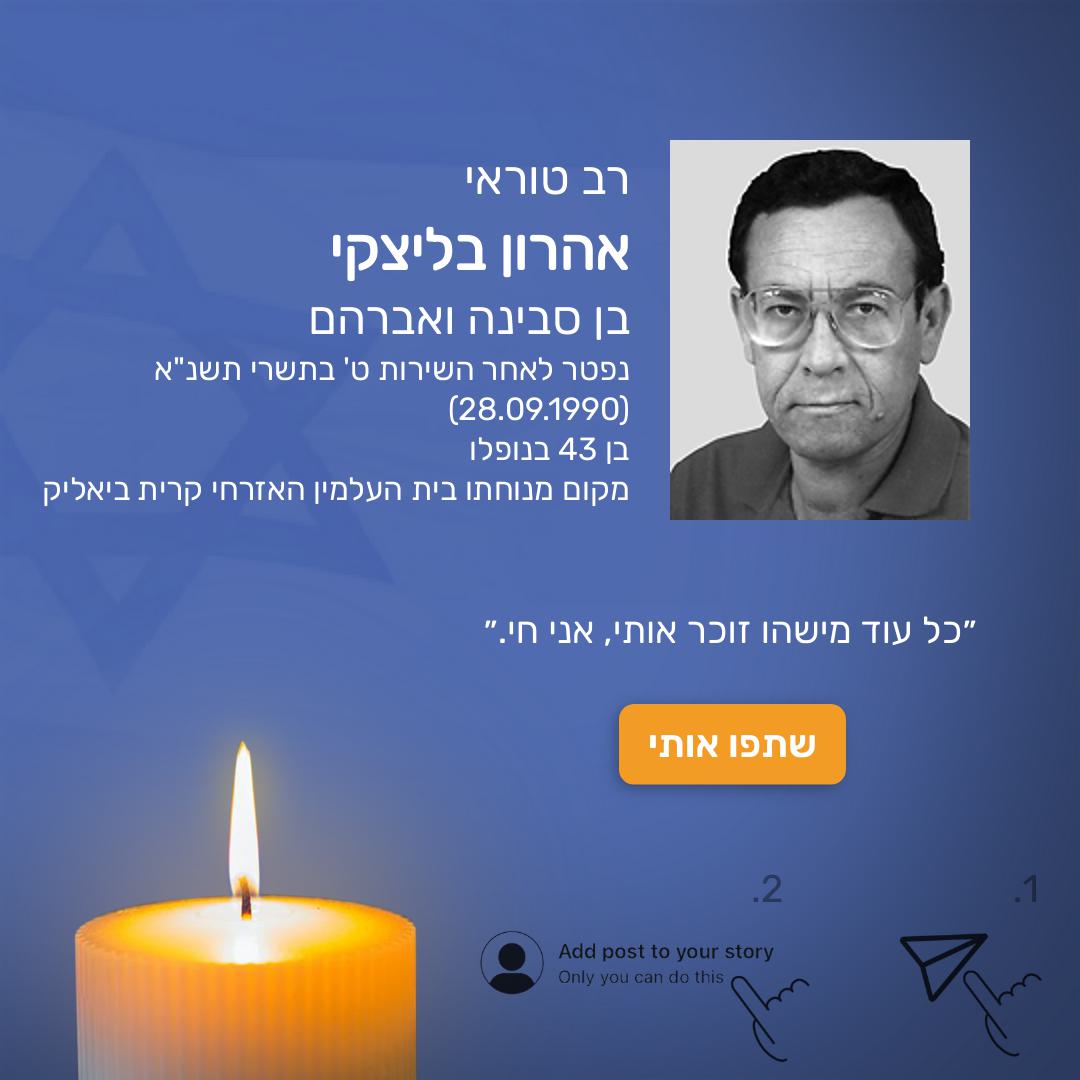 רב טוראי
אהרון בליצקי
בן סבינה ואברהם
נפטר לאחר השירות ט' בתשרי תשנ"א
(28.09.1990)
בן 43 בנופלו
מקום מנוחתו בית העלמין האזרחי קרית ביאליק
״כל עוד מישהו זוכר אותי, אני חי.״
שתפו אותי
1.
2.
Add post to your story
Only you can do this